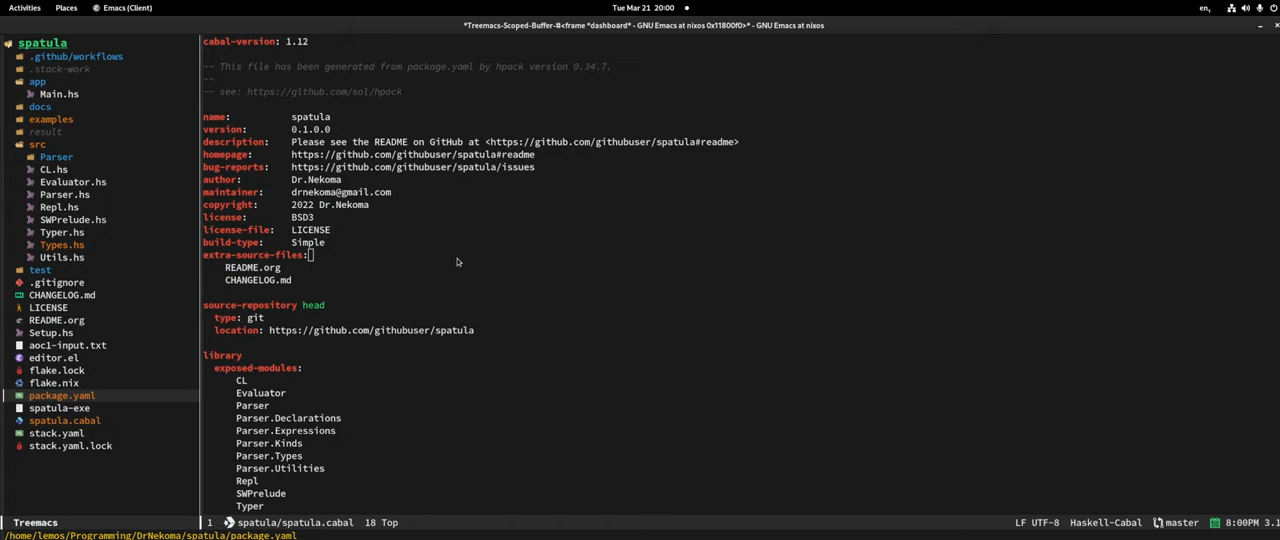 Activities Places Emacs (Client) Tue Mar 21 20:00 en,
*Treemacs-Scoped-Buffer-#<frame *dashboard* - GNU Emacs at nixos 0x11800f0>* - GNU Emacs at nixos
spatula
.github/workflows
.stack-work
app
Main.hs
docs
examples
result
src
Parser
CL.hs
Evaluator.hs
Parser.hs
Repl.hs
SWPrelude.hs
Typer.hs
Types.hs
Utils.hs
test
.gitignore
CHANGELOG.md
LICENSE
README.org
Setup.hs
aoc1-input.txt
editor.el
flake.lock
flake.nix
package.yaml
spatula-exe
spatula.cabal
stack.yaml
stack.yaml.lock
Treemacs
cabal-version: 1.12
-- This file has been generated from package.yaml by hpack version 0.34.7.
--
-- see: https://github.com/sol/hpack
name: spatula
version: 0.1.0.0
description: Please see the README on GitHub at <https://github.com/githubuser/spatula#readme>
homepage: https://github.com/githubuser/spatula#readme
bug-reports: https://github.com/githubuser/spatula/issues
author: Dr.Nekoma
maintainer: drnekoma@gmail.com
copyright: 2022 Dr.Nekoma
license: BSD3
license-file: LICENSE
build-type: Simple
extra-source-files:
README.org
CHANGELOG.md
source-repository head
type: git
location: https://github.com/githubuser/spatula
library
exposed-modules:
CL
Evaluator
Parser
Parser.Declarations
Parser.Expressions
Parser.Kinds
Parser.Types
Parser.Utilities
Repl
SWPrelude
Typer
1 spatula/spatula.cabal 18 Top LF UTF-8 Haskell-Cabal master 8:00PM 3.1
/home/lemos/Programming/DrNekoma/spatula/package.yaml